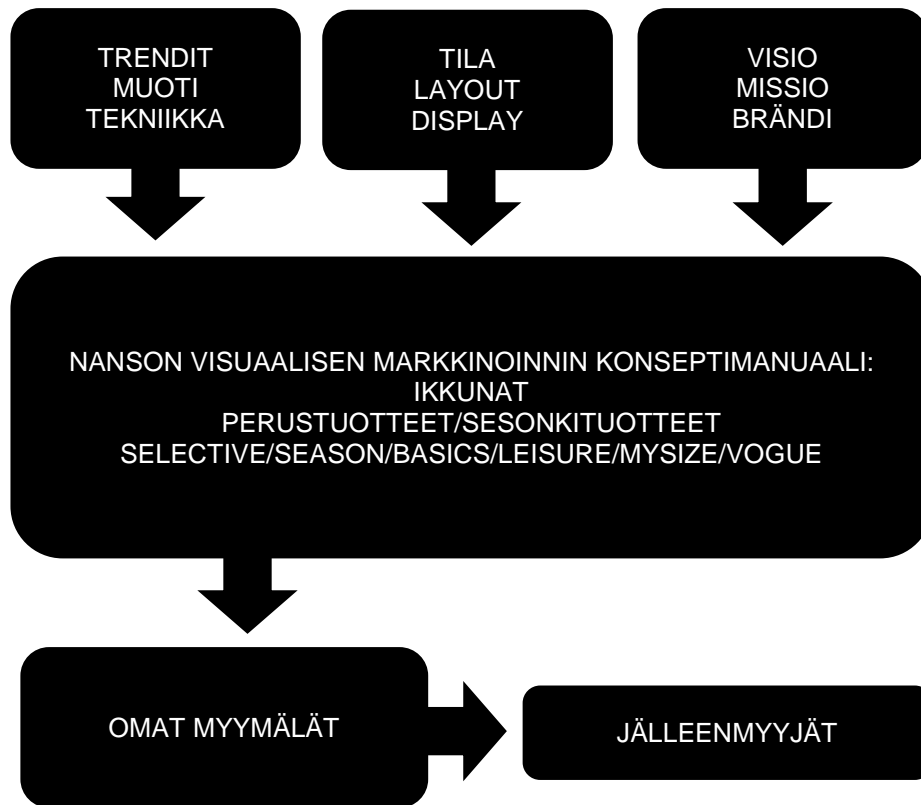 TRENDIT
MUOTI
TEKNIIKKA
TILA
LAYOUT
DISPLAY
VISIO
MISSIO
BRÄNDI
NANSON VISUAALISEN MARKKINOINNIN KONSEPTIMANUAALI:
IKKUNAT
PERUSTUOTTEET/SESONKITUOTTEET
SELECTIVE/SEASON/BASICS/LEISURE/MYSIZE/VOGUE
OMAT MYYMÄLÄT
JÄLLEENMYYJÄT